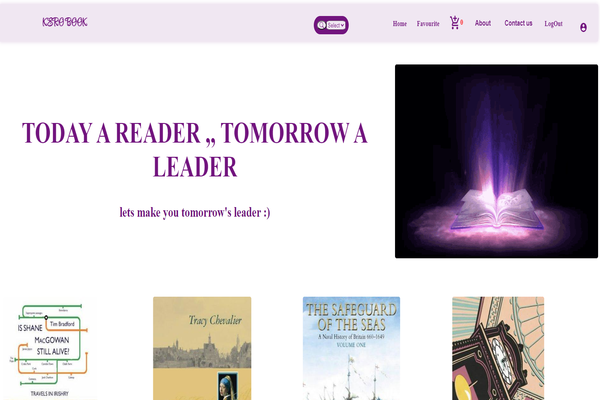 KBRO BOOK
Select
Home
Favourite
0
About
Contact us
LogOut
TODAY A READER ,, TOMORROW A
LEADER
lets make you tomorrow's leader :)
IS SHANE
Tim Bradford
MACGOWAN
STILL ALIVE?
TRAVELS IN IRISHRY
Tracy Chevalier
THE SAFEGUARD
OF THE SEAS
A Naval History of Britain 660–1649
VOLUME ONE